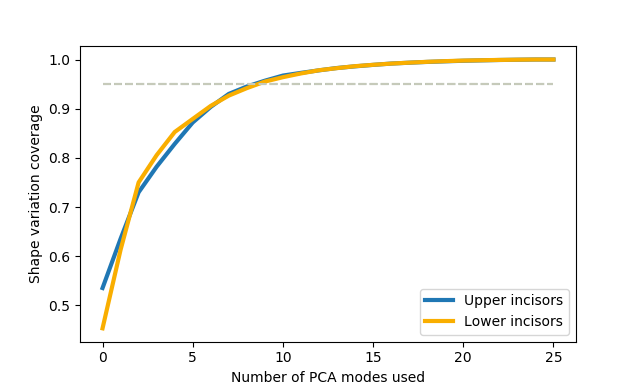 1.0
0.9
0.8
0.7
0.6
0.5
Shape variation coverage
Upper incisors
Lower incisors
0 5 10 15 20 25
Number of PCA modes used